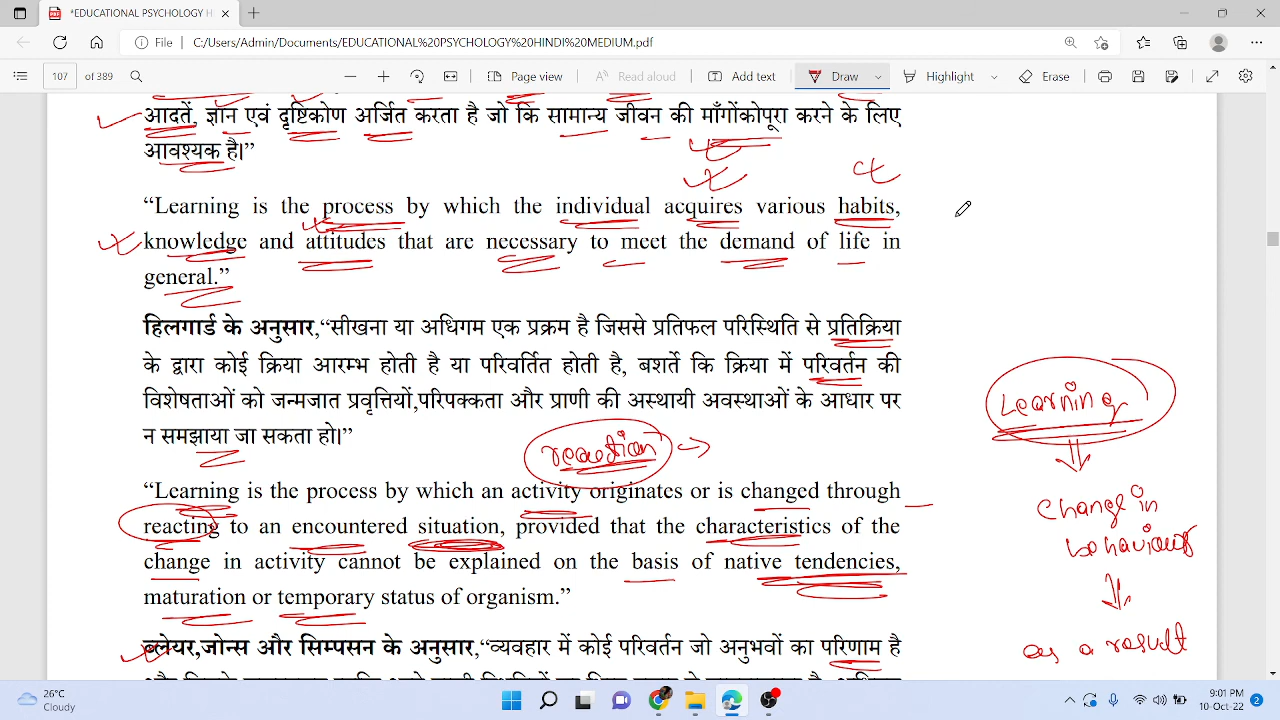 *EDUCATIONAL PSYCHOLOGY H
File
C:/Users/Admin/Documents/EDUCATIONAL%20PSYCHOLOGY%20HINDI%20MEDIUM.pdf
107 of 389
Page view
Read aloud
Add text
Draw
Highlight
Erase
आदतें, ज्ञान एवं दृष्टिकोण अर्जित करता है जो कि सामान्य जीवन की माँगोंकोपूरा करने के लिए
आवश्यक है।”
“Learning is the process by which the individual acquires various habits,
knowledge and attitudes that are necessary to meet the demand of life in
general.”
हिलगार्ड के अनुसार,“सीखना या अधिगम एक प्रक्रम है जिससे प्रतिफल परिस्थिति से प्रतिक्रिया
के द्वारा कोई क्रिया आरम्भ होती है या परिवर्तित होती है, बशर्ते कि क्रिया में परिवर्तन की
विशेषताओं को जन्मजात प्रवृत्तियों,परिपक्कता और प्राणी की अस्थायी अवस्थाओं के आधार पर
न समझाया जा सकता हो।”
reaction
“Learning is the process by which an activity originates or is changed through
reacting to an encountered situation, provided that the characteristics of the
change in activity cannot be explained on the basis of native tendencies,
maturation or temporary status of organism.”
ब्लेयर,जोन्स और सिम्पसन के अनुसार,“व्यवहार में कोई परिवर्तन जो अनुभवों का परिणाम है
Learning
change in
behaviour
as a result
26°C
Cloudy
9:01 PM
10-Oct-22
2